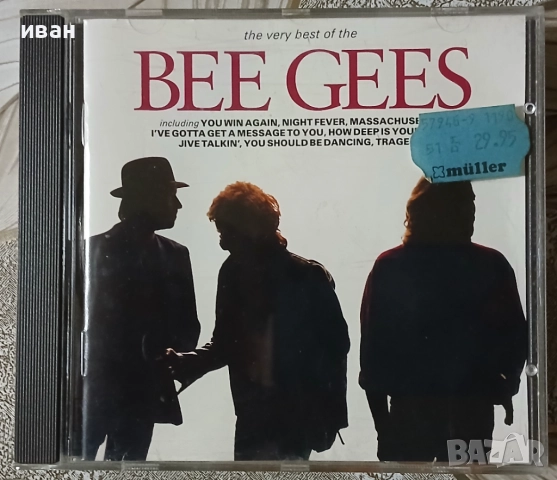 иван
the very best of the
BEE GEES
including YOU WIN AGAIN, NIGHT FEVER, MASSACHUSE
I'VE GOTTA GET A MESSAGE TO YOU, HOW DEEP IS YOU
JIVE TALKIN', YOU SHOULD BE DANCING, TRAGE
29.95
müller
BAZAR